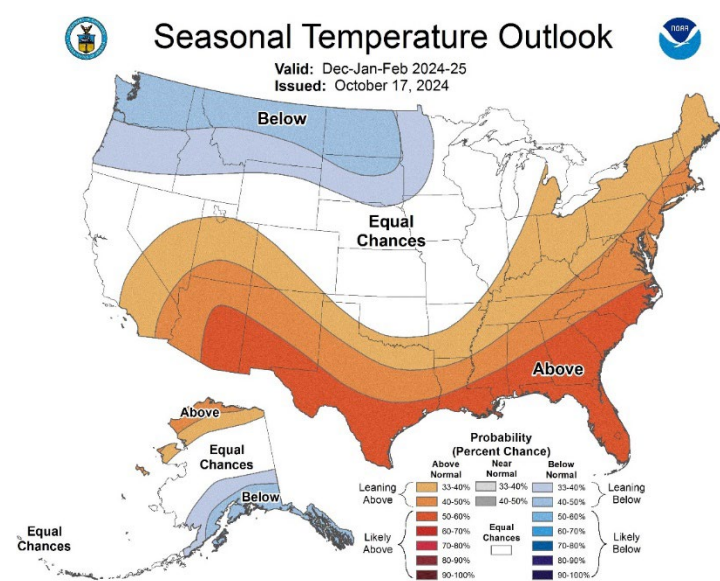 Seasonal Temperature Outlook
NOAA
Valid: Dec-Jan-Feb 2024-25
Issued: October 17, 2024
Below
Equal
Chances
Above
Above
Equal
Chances
Below
Equal
Chances
Probability
(Percent Chance)
Above Normal
Near Normal
Below Normal
Leaning Above
33-40% 33-40% 33-40%
40-50% 40-50% 40-50%
Leaning Below
Likely Above
50-60% 50-60%
60-70% 60-70%
70-80% 70-80%
80-90% 80-90%
90-100% 90-100%
Equal Chances
Likely Below